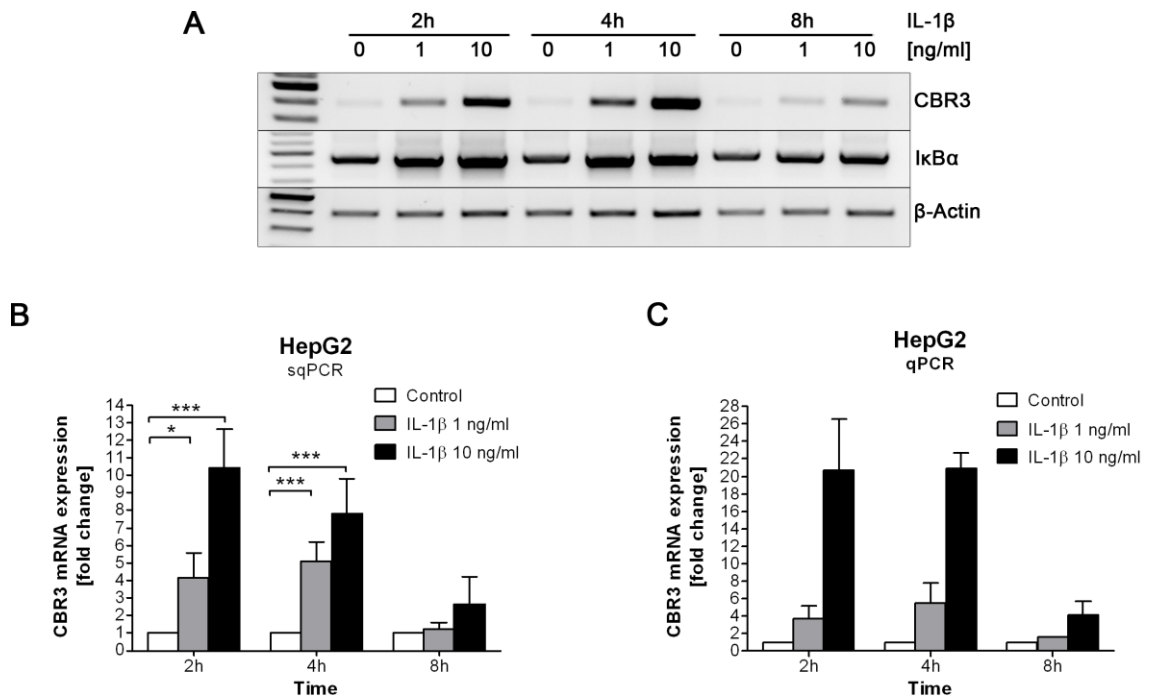 A
2h 4h 8h IL-1β
0 1 10 0 1 10 0 1 10 [ng/ml]
CBR3
IκBα
β-Actin
B
HepG2
sqPCR
Control
IL-1β 1 ng/ml
IL-1β 10 ng/ml
CBR3 mRNA expression
[fold change]
14
13
12
11
10
9
8
7
6
5
4
3
2
1
0
*** 
*
***
***
2h 4h 8h
Time
C
HepG2
qPCR
Control
IL-1β 1 ng/ml
IL-1β 10 ng/ml
CBR3 mRNA expression
[fold change]
28
26
24
22
20
18
16
14
12
10
8
6
4
2
0
2h 4h 8h
Time